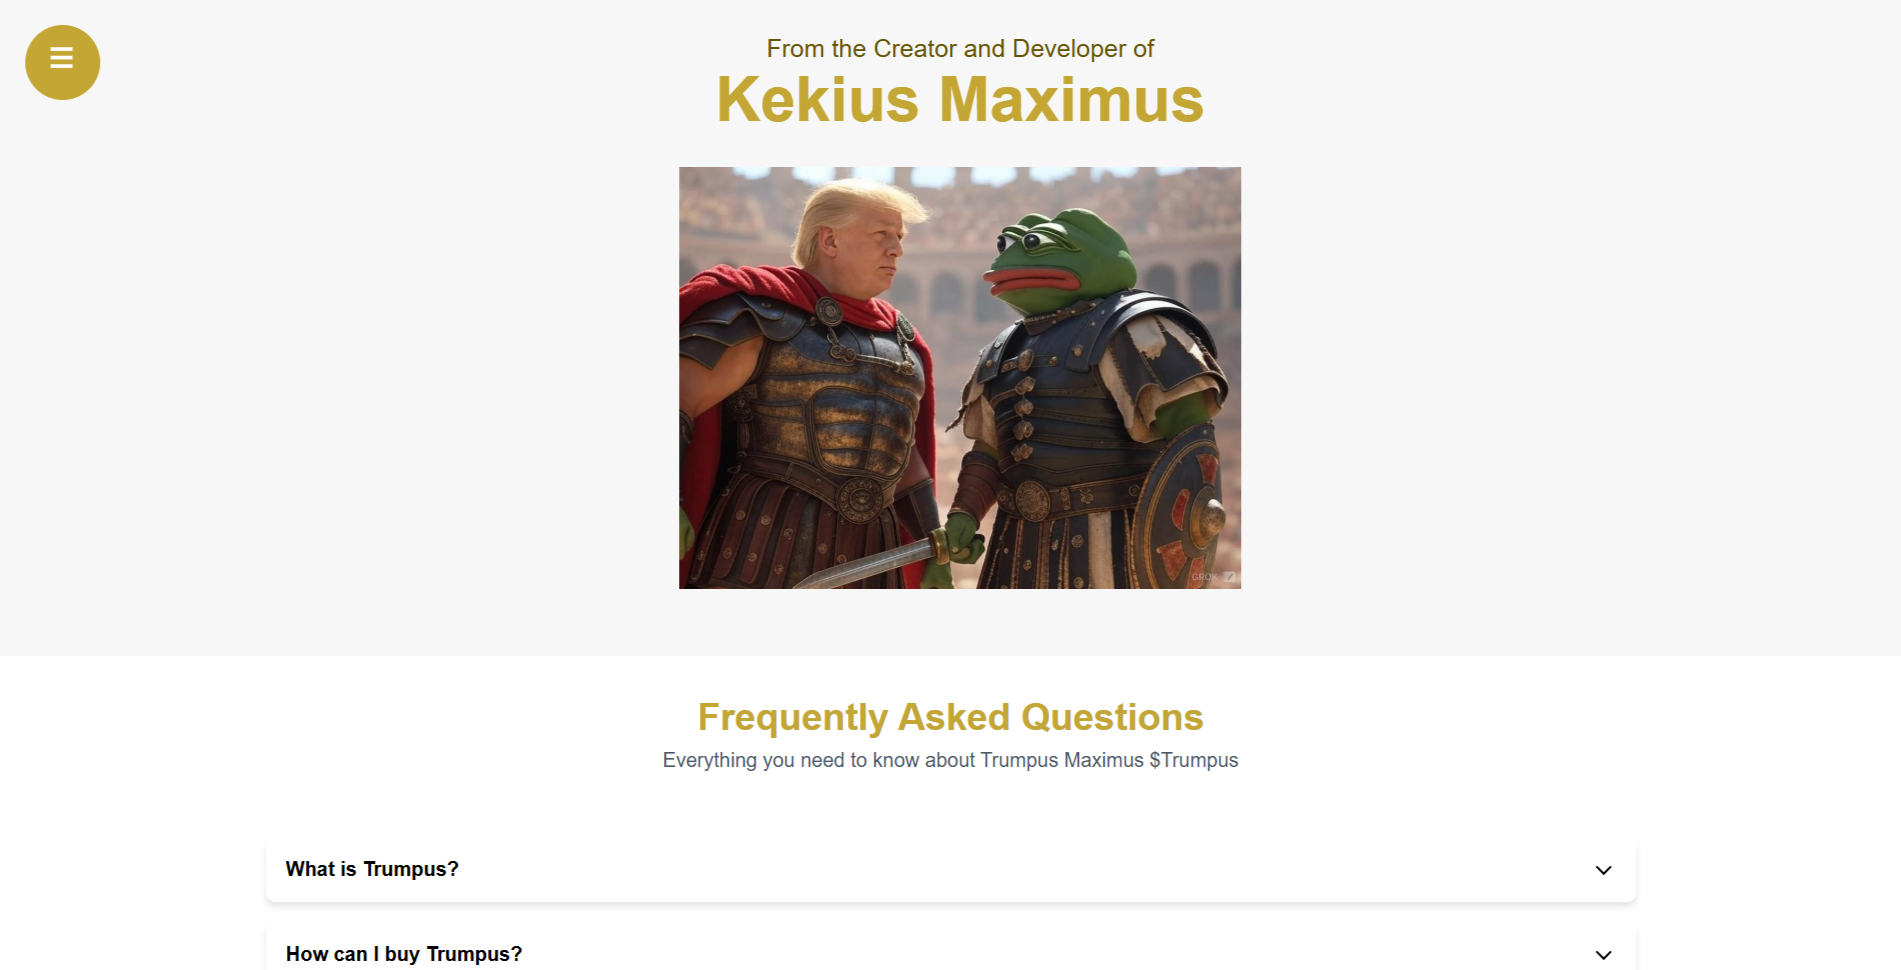 From the Creator and Developer of
Kekius Maximus
GROK
Frequently Asked Questions
Everything you need to know about Trumpus Maximus $Trumpus
What is Trumpus?
How can I buy Trumpus?